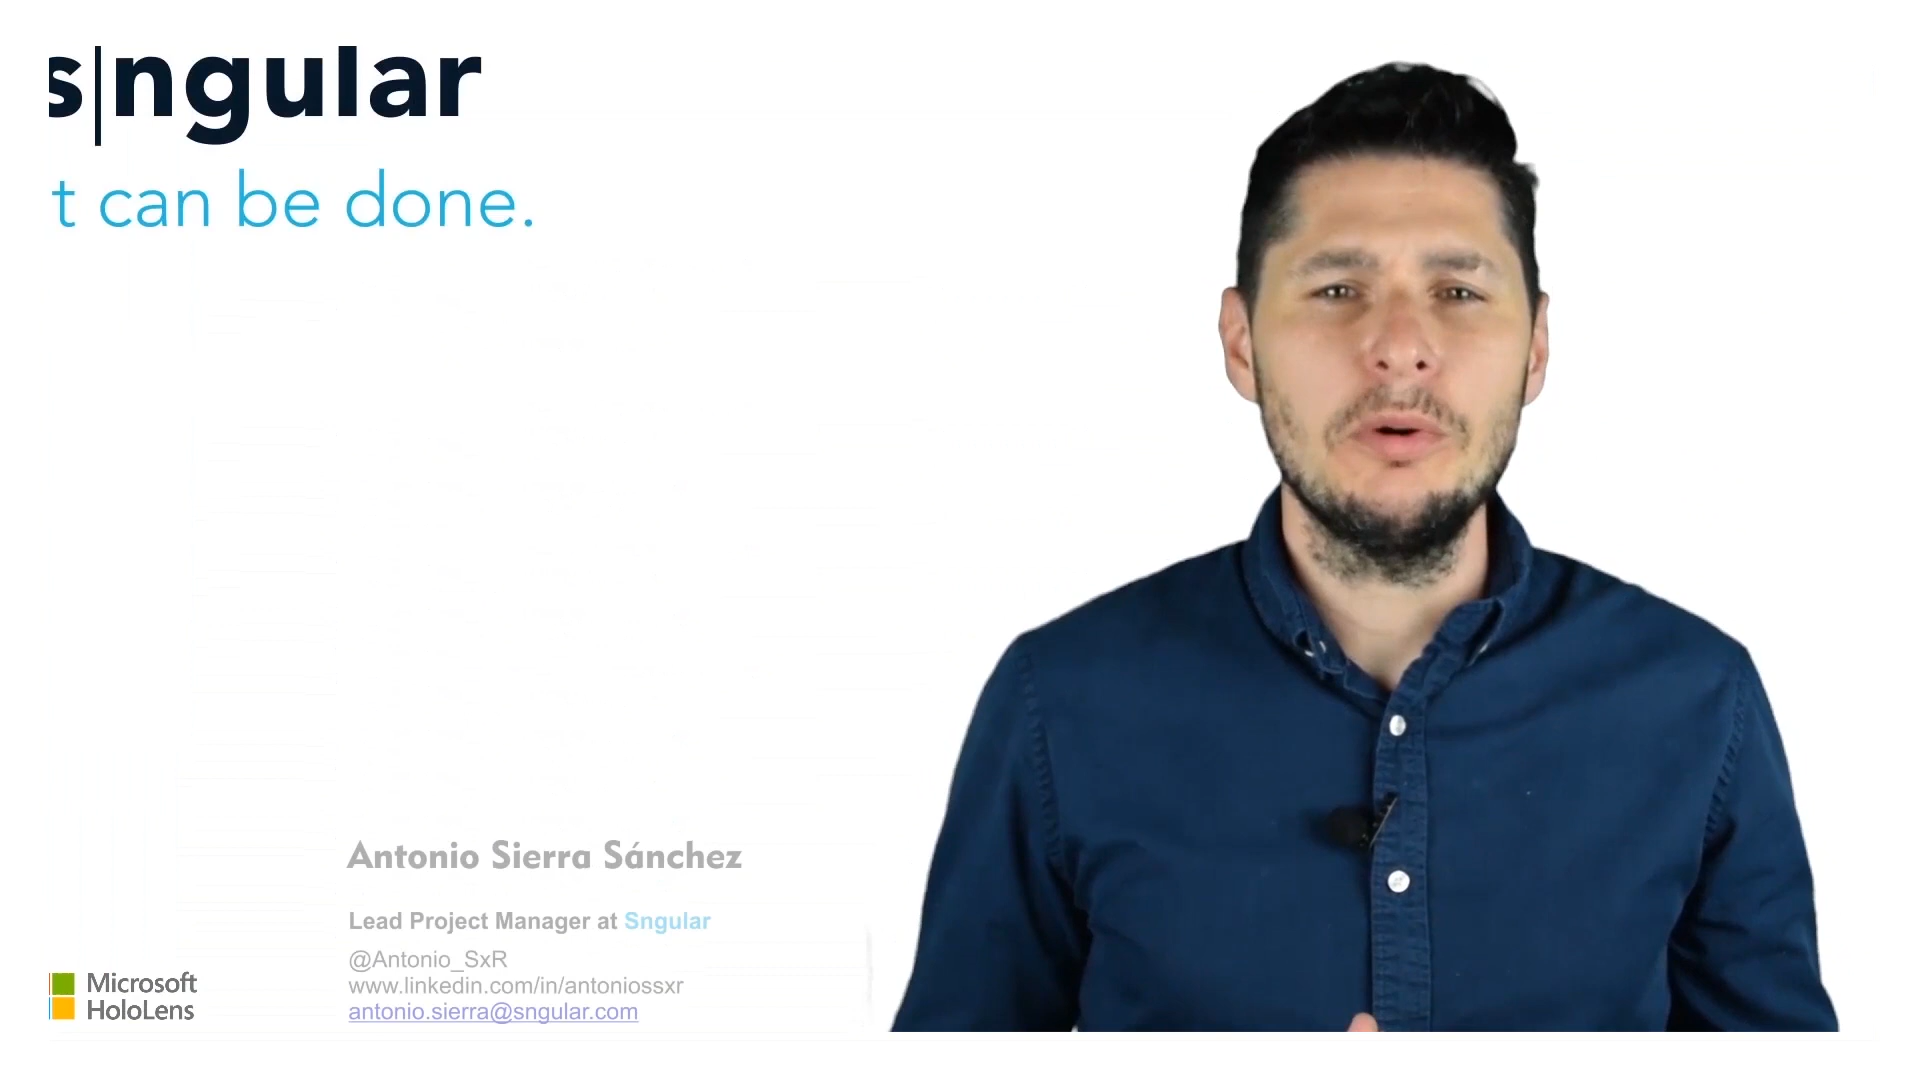 s|ngular
t can be done.
Antonio Sierra Sánchez
Lead Project Manager at Sngular
@Antonio_SxR
www.linkedin.com/in/antoniossxr
antonio.sierra@sngular.com
Microsoft
HoloLens